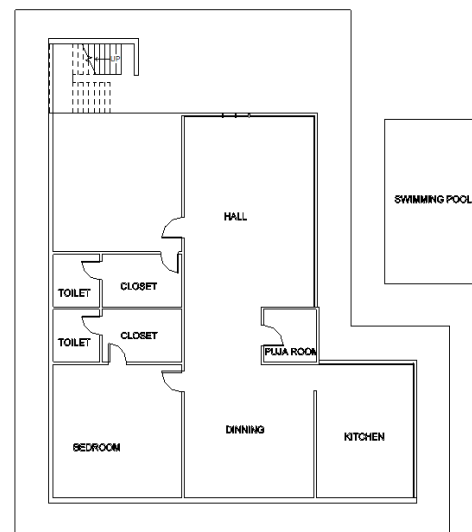 UP
SWIMMING POOL
HALL
TOILET
CLOSET
TOILET
CLOSET
PUJA ROOM
BEDROOM
DINNING
KITCHEN